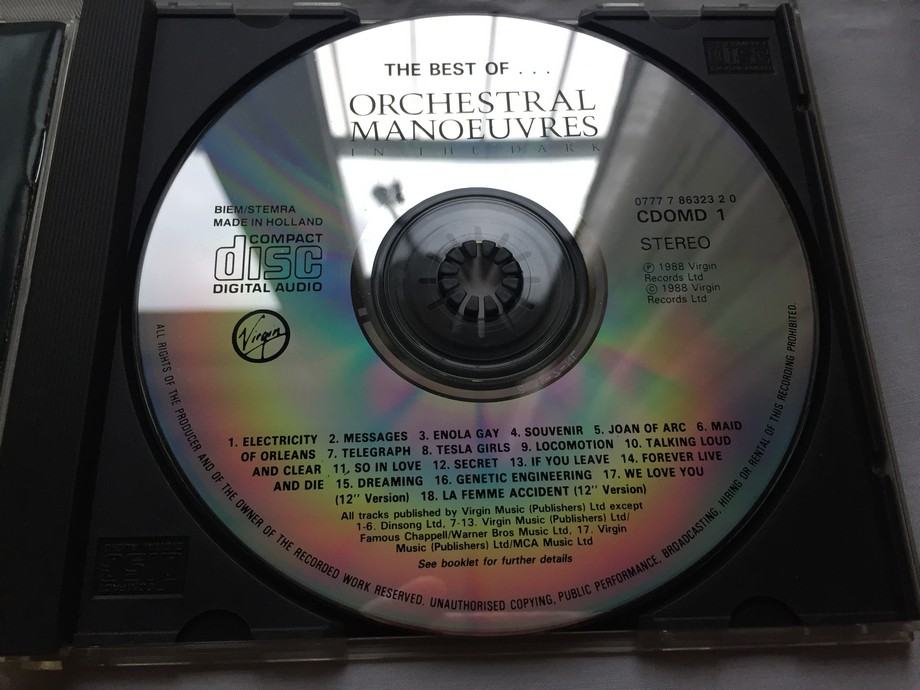 THE BEST OF . . .
ORCHESTRAL
MANOEUVRES
IN THE DARK
BIEM/STEMRA
MADE IN HOLLAND
COMPACT
disc
DIGITAL AUDIO
Virgin
0777 7 86323 2 0
CDOMD 1
STEREO
℗ 1988 Virgin
Records Ltd
© 1988 Virgin
Records Ltd
1. ELECTRICITY 2. MESSAGES 3. ENOLA GAY 4. SOUVENIR 5. JOAN OF ARC 6. MAID
OF ORLEANS 7. TELEGRAPH 8. TESLA GIRLS 9. LOCOMOTION 10. TALKING LOUD
AND CLEAR 11. SO IN LOVE 12. SECRET 13. IF YOU LEAVE 14. FOREVER LIVE
AND DIE 15. DREAMING 16. GENETIC ENGINEERING 17. WE LOVE YOU
(12" Version) 18. LA FEMME ACCIDENT (12" Version)
All tracks published by Virgin Music (Publishers) Ltd except
1-6. Dinsong Ltd, 7-13. Virgin Music (Publishers) Ltd/
Famous Chappell/Warner Bros Music Ltd, 17. Virgin
Music (Publishers) Ltd/MCA Music Ltd
See booklet for further details
ALL RIGHTS OF THE PRODUCER AND OF THE OWNER OF THE RECORDED WORK RESERVED. UNAUTHORISED COPYING, PUBLIC PERFORMANCE, BROADCASTING, HIRING OR RENTAL OF THIS RECORDING PROHIBITED.